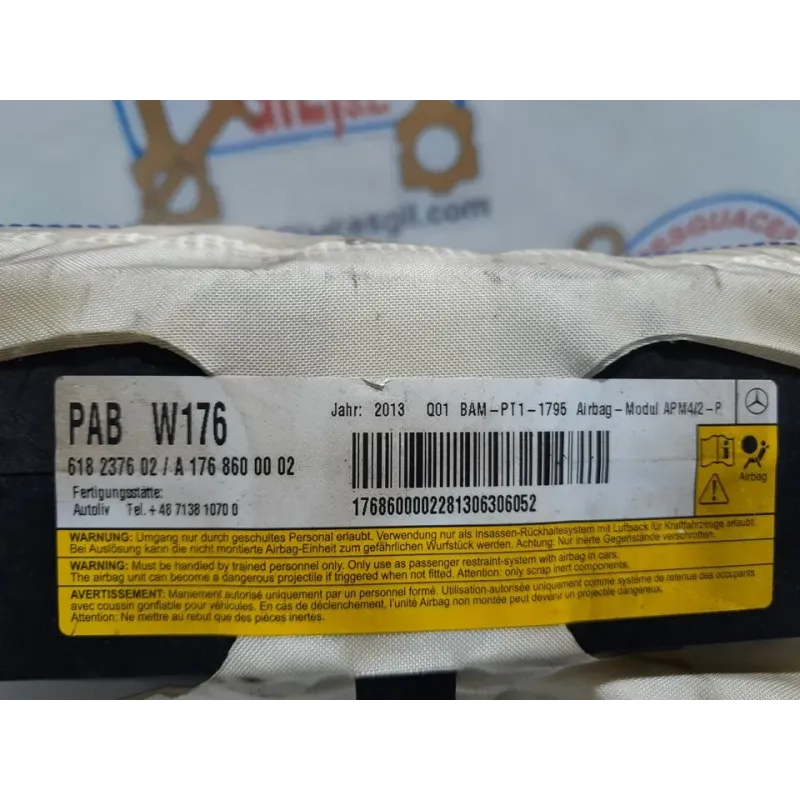 casgil.com
PAB W176
618 2376 02 / A 176 860 00 02
Fertigungsstätte:
Autoliv Tel. +48 71381070 0
Jahr: 2013 Q01 BAM-PT1-1795 Airbag-Modul APM4/2-P
1768600002281306306052
Airbag
WARNUNG: Umgang nur durch geschultes Personal erlaubt. Verwendung nur als Insassen-Rückhaltesystem mit Luftsack für Kraftfahrzeuge erlaubt.
Bei Auslösung kann die nicht montierte Airbag-Einheit zum gefährlichen Wurfstück werden. Achtung: Nur inerte Gegenstände verschrotten.
WARNING: Must be handled by trained personnel only. Only use as passenger restraint-system with airbag in cars.
The airbag unit can become a dangerous projectile if triggered when not fitted. Attention: only scrap inert components.
AVERTISSEMENT: Maniement autorisé uniquement par un personnel formé. Utilisation autorisée uniquement comme système de retenue des occupants
avec coussin gonflable pour véhicules. En cas de déclenchement, l'unité Airbag non montée peut devenir un projectile dangereux.
Attention: Ne mettre au rebut que des pièces inertes.